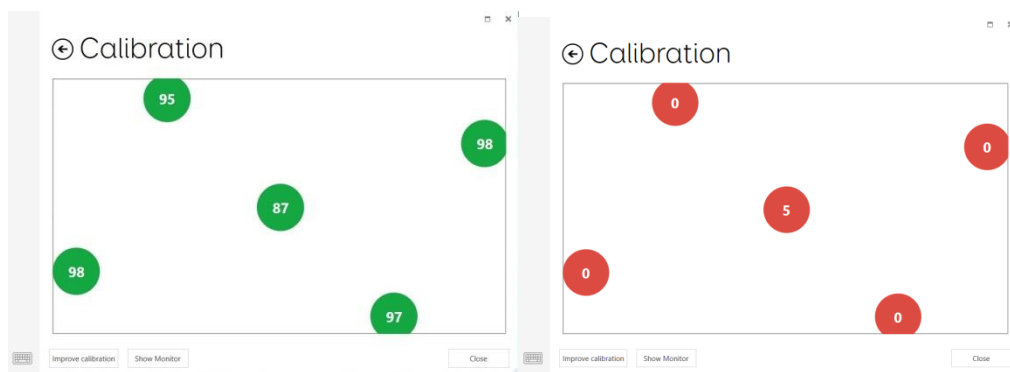 Calibration
95
98
87
98
97
Improve calibration
Show Monitor
Close
Calibration
0
0
5
0
0
Improve calibration
Show Monitor
Close